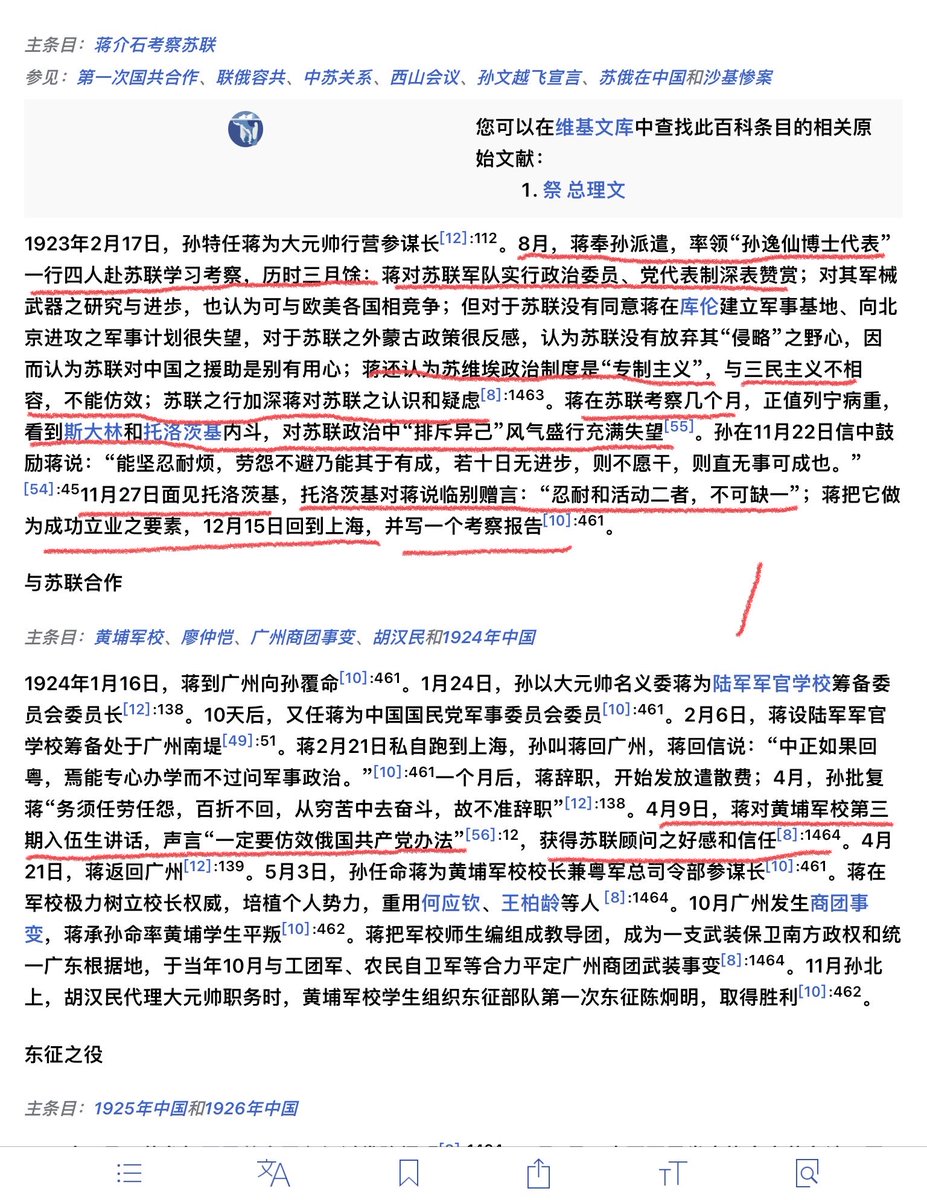 主条目：蒋介石考察苏联
参见：第一次国共合作、联俄容共、中苏关系、西山会议、孙文越飞宣言、苏俄在中国和沙基惨案
您可以在维基文库中查找此百科条目的相关原
始文献：
1. 祭 总理文
1923年2月17日，孙特任蒋为大元帅行营参谋长[12]:112。8月，蒋奉孙派遣，率领“孙逸仙博士代表”
一行四人赴苏联学习考察，历时三月馀：蒋对苏联军队实行政治委员、党代表制深表赞赏；对其军械
武器之研究与进步，也认为可与欧美各国相竞争；但对于苏联没有同意蒋在库伦建立军事基地、向北
京进攻之军事计划很失望，对于苏联之外蒙古政策很反感，认为苏联没有放弃其“侵略”之野心，因
而认为苏联对中国之援助是别有用心；蒋还认为苏维埃政治制度是“专制主义”，与三民主义不相
容，不能仿效；苏联之行加深蒋对苏联之认识和疑虑[8]:1463。蒋在苏联考察几个月，正值列宁病重，
看到斯大林和托洛茨基内斗，对苏联政治中“排斥异己”风气盛行充满失望[55]。孙在11月22日信中鼓
励蒋说：“能坚忍耐烦，劳怨不避乃能其于有成，若十日无进步，则不愿干，则直无事可成也。”
[54]:4511月27日面见托洛茨基，托洛茨基对蒋说临别赠言：“忍耐和活动二者，不可缺一”；蒋把它做
为成功立业之要素，12月15日回到上海，并写一个考察报告[10]:461。
与苏联合作
主条目：黄埔军校、廖仲恺、广州商团事变、胡汉民和1924年中国
1924年1月16日，蒋到广州向孙覆命[10]:461。1月24日，孙以大元帅名义委蒋为陆军军官学校筹备委
员会委员长[12]:138。10天后，又任蒋为中国国民党军事委员会委员[10]:461。2月6日，蒋设陆军军官
学校筹备处于广州南堤[49]:51。蒋2月21日私自跑到上海，孙叫蒋回广州，蒋回信说：“中正如果回
粤，焉能专心办学而不过问军事政治。”[10]:461一个月后，蒋辞职，开始发放遣散费；4月，孙批复
蒋“务须任劳任怨，百折不回，从穷苦中去奋斗，故不准辞职”[12]:138。4月9日，蒋对黄埔军校第三
期入伍生讲话，声言“一定要仿效俄国共产党办法”[56]:12，获得苏联顾问之好感和信任[8]:1464。4月
21日，蒋返回广州[12]:139。5月3日，孙任命蒋为黄埔军校校长兼粤军总司令部参谋长[10]:461。蒋在
军校极力树立校长权威，培植个人势力，重用何应钦、王柏龄等人[8]:1464。10月广州发生商团事
变，蒋承孙命率黄埔学生平叛[10]:462。蒋把军校师生编组成教导团，成为一支武装保卫南方政权和统
一广东根据地，于当年10月与工团军、农民自卫军等合力平定广州商团武装事变[8]:1464。11月孙北
上，胡汉民代理大元帅职务时，黄埔军校学生组织东征部队第一次东征陈炯明，取得胜利[10]:462。
东征之役
主条目：1925年中国和1926年中国